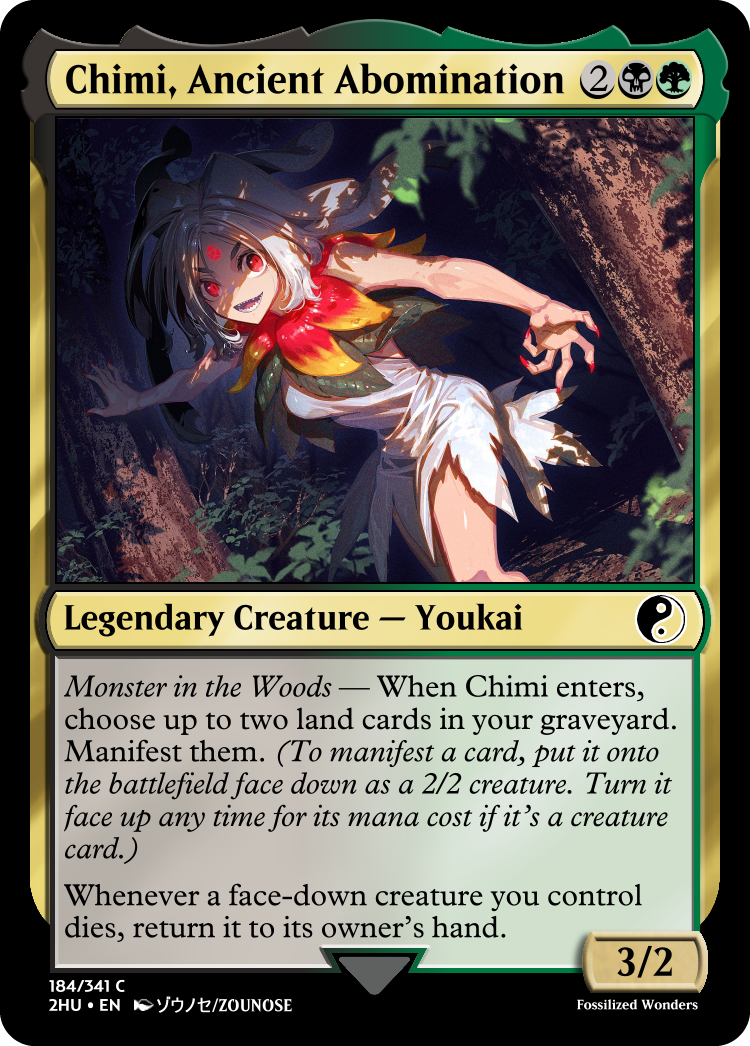 Chimi, Ancient Abomination 2
Legendary Creature — Youkai
Monster in the Woods — When Chimi enters,
choose up to two land cards in your graveyard.
Manifest them. (To manifest a card, put it onto
the battlefield face down as a 2/2 creature. Turn it
face up any time for its mana cost if it's a creature
card.)
Whenever a face-down creature you control
dies, return it to its owner's hand.
3/2
184/341 C
2HU • EN ゾウノセ/ZOUNOSE
Fossilized Wonders